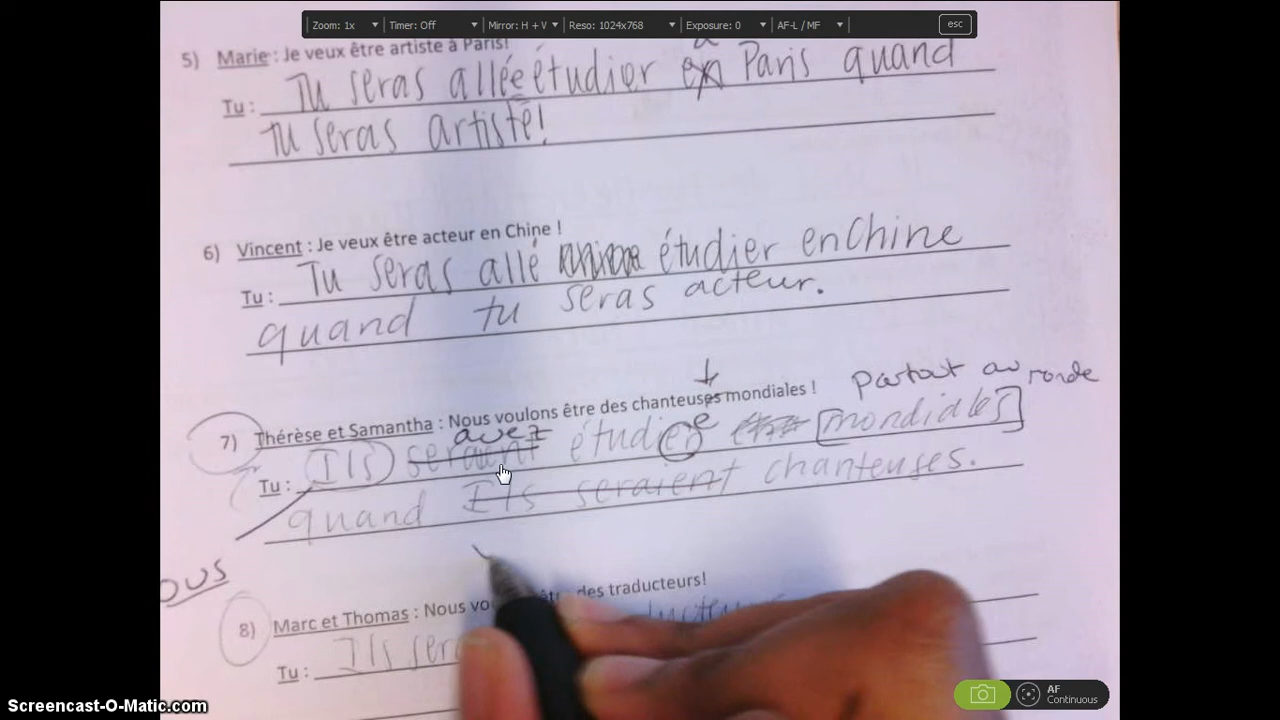 Zoom: 1x Timer: Off Mirror: H + V Reso: 1024x768 Exposure: 0 AF-L / MF esc
5) Marie : Je veux être artiste à Paris!
à
Tu : Tu seras allée étudier en Paris quand
tu seras artiste!
6) Vincent : Je veux être acteur en Chine !
Tu : Tu seras allé étudier en Chine
quand tu seras acteur.
partout au ronde
7) Thérèse et Samantha : Nous voulons être des chanteuses mondiales !
avez e
Tu : Ils seraient étudier mondiales
quand Ils seraient chanteuses.
ous
8) Marc et Thomas : Nous des traducteurs!
Tu : Ils
AF
Continuous
Screencast-O-Matic.com